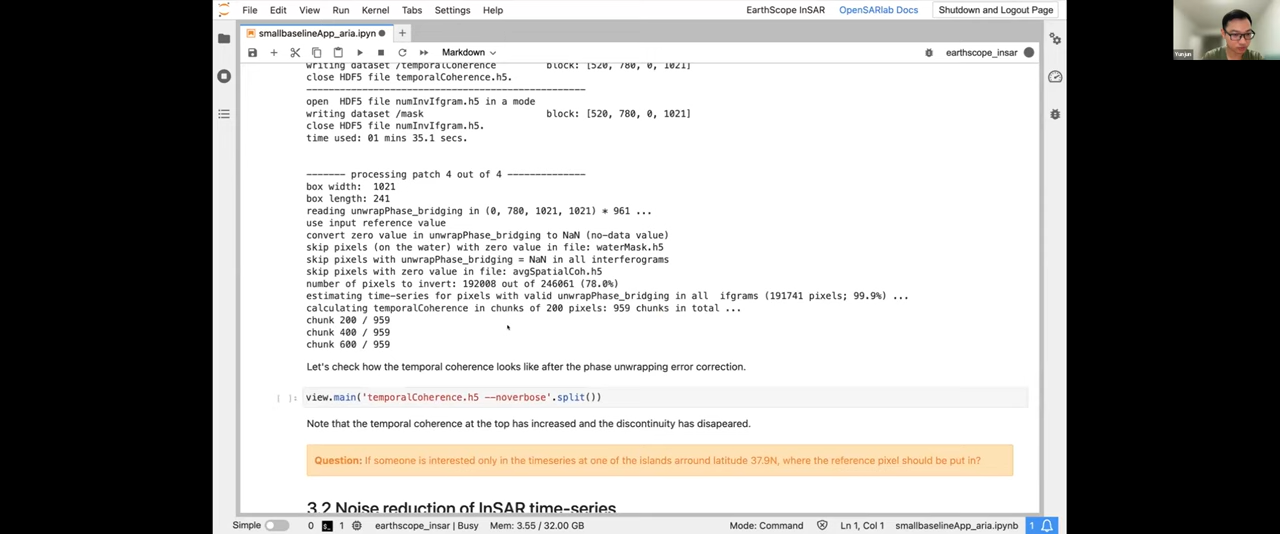 File Edit View Run Kernel Tabs Settings Help EarthScope InSAR OpenSARlab Docs Shutdown and Logout Page
smallbaselineApp_aria.ipyn
Markdown earthscope_insar
writing dataset /temporalCoherence block: [520, 780, 0, 1021]
close HDF5 file temporalCoherence.h5.
--------------------------------------------------
open HDF5 file numInvIfgram.h5 in a mode
writing dataset /mask block: [520, 780, 0, 1021]
close HDF5 file numInvIfgram.h5.
time used: 01 mins 35.1 secs.
------- processing patch 4 out of 4 --------------
box width: 1021
box length: 241
reading unwrapPhase_bridging in (0, 780, 1021, 1021) * 961 ...
use input reference value
convert zero value in unwrapPhase_bridging to NaN (no-data value)
skip pixels (on the water) with zero value in file: waterMask.h5
skip pixels with unwrapPhase_bridging = NaN in all interferograms
skip pixels with zero value in file: avgSpatialCoh.h5
number of pixels to invert: 192008 out of 246061 (78.0%)
estimating time-series for pixels with valid unwrapPhase_bridging in all ifgrams (191741 pixels; 99.9%) ...
calculating temporalCoherence in chunks of 200 pixels: 959 chunks in total ...
chunk 200 / 959
chunk 400 / 959
chunk 600 / 959
Let's check how the temporal coherence looks like after the phase unwrapping error correction.
[ ]: view.main('temporalCoherence.h5 --noverbose'.split())
Note that the temporal coherence at the top has increased and the discontinuity has disapeared.
Question: If someone is interested only in the timeseries at one of the islands arround latitude 37.9N, where the reference pixel should be put in?
3.2 Noise reduction of InSAR time-series
Simple 0 1 earthscope_insar | Busy Mem: 3.55 / 32.00 GB Mode: Command Ln 1, Col 1 smallbaselineApp_aria.ipynb 1
Yunjun